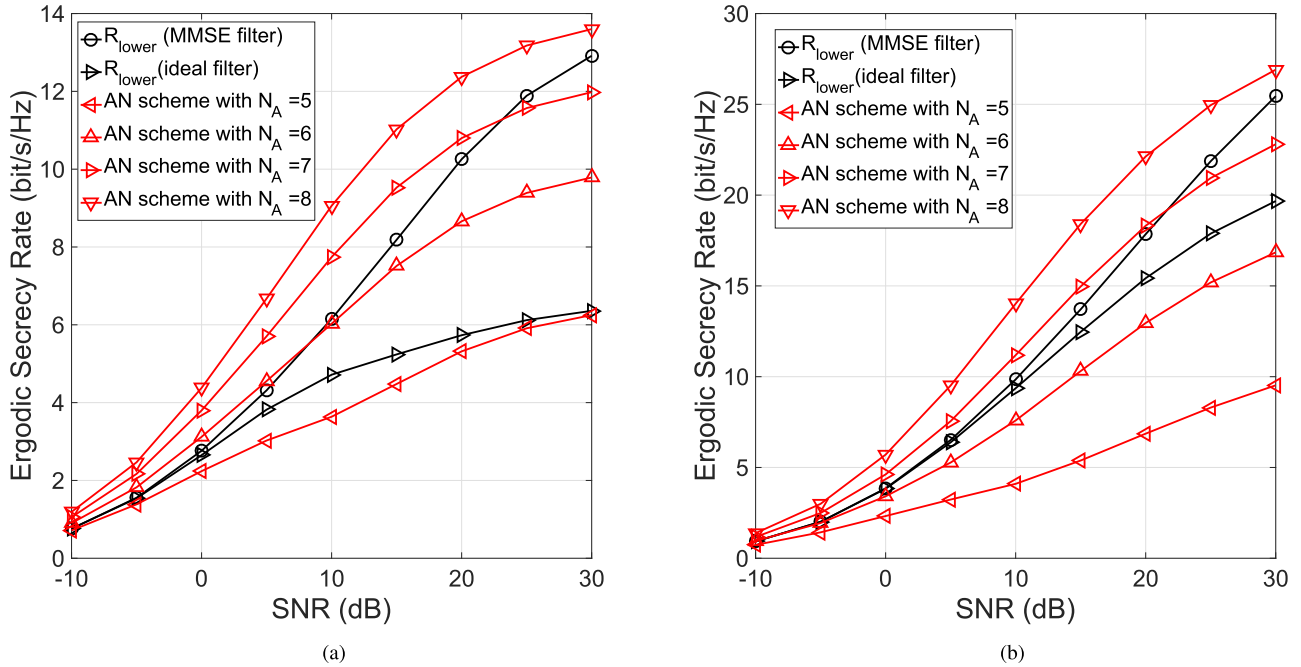 14
12
10
8
6
4
2
0
Ergodic Secrecy Rate (bit/s/Hz)
R_lower (MMSE filter)
R_lower(ideal filter)
AN scheme with N_A =5
AN scheme with N_A =6
AN scheme with N_A =7
AN scheme with N_A =8
-10 0 10 20 30
SNR (dB)
(a)
30
25
20
15
10
5
0
Ergodic Secrecy Rate (bit/s/Hz)
R_lower (MMSE filter)
R_lower(ideal filter)
AN scheme with N_A =5
AN scheme with N_A =6
AN scheme with N_A =7
AN scheme with N_A =8
-10 0 10 20 30
SNR (dB)
(b)